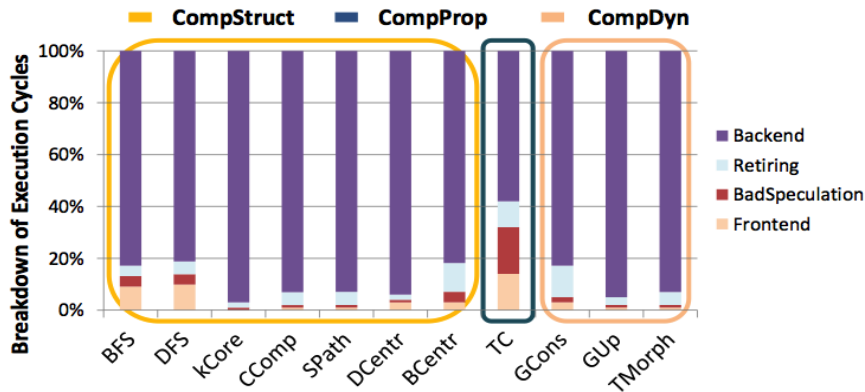 CompStruct CompProp CompDyn
Breakdown of Execution Cycles
100%
80%
60%
40%
20%
0%
BFS DFS kCore CComp SPath DCentr BCentr TC GCons GUp TMorph
Backend
Retiring
BadSpeculation
Frontend